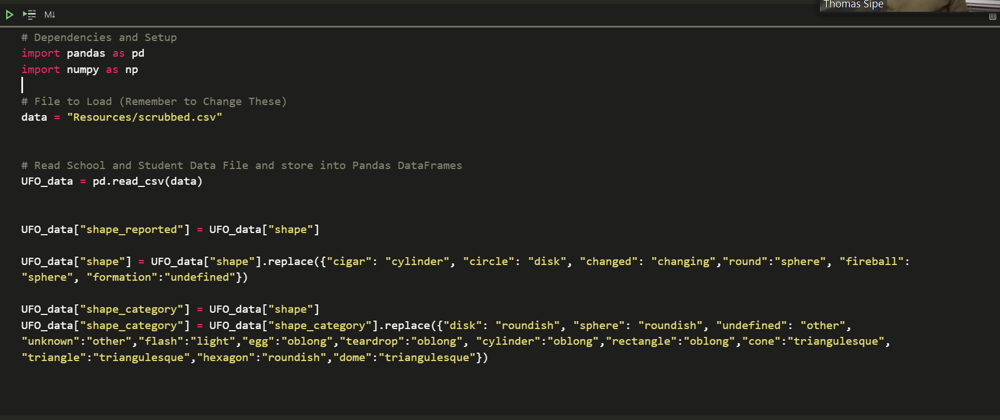 Thomas Sipe
M↓
# Dependencies and Setup
import pandas as pd
import numpy as np
# File to Load (Remember to Change These)
data = "Resources/scrubbed.csv"
# Read School and Student Data File and store into Pandas DataFrames
UFO_data = pd.read_csv(data)
UFO_data["shape_reported"] = UFO_data["shape"]
UFO_data["shape"] = UFO_data["shape"].replace({"cigar": "cylinder", "circle": "disk", "changed": "changing","round":"sphere", "fireball":
"sphere", "formation":"undefined"})
UFO_data["shape_category"] = UFO_data["shape"]
UFO_data["shape_category"] = UFO_data["shape_category"].replace({"disk": "roundish", "sphere": "roundish", "undefined": "other",
"unknown":"other","flash":"light","egg":"oblong","teardrop":"oblong", "cylinder":"oblong","rectangle":"oblong","cone":"triangulesque",
"triangle":"triangulesque","hexagon":"roundish","dome":"triangulesque"})